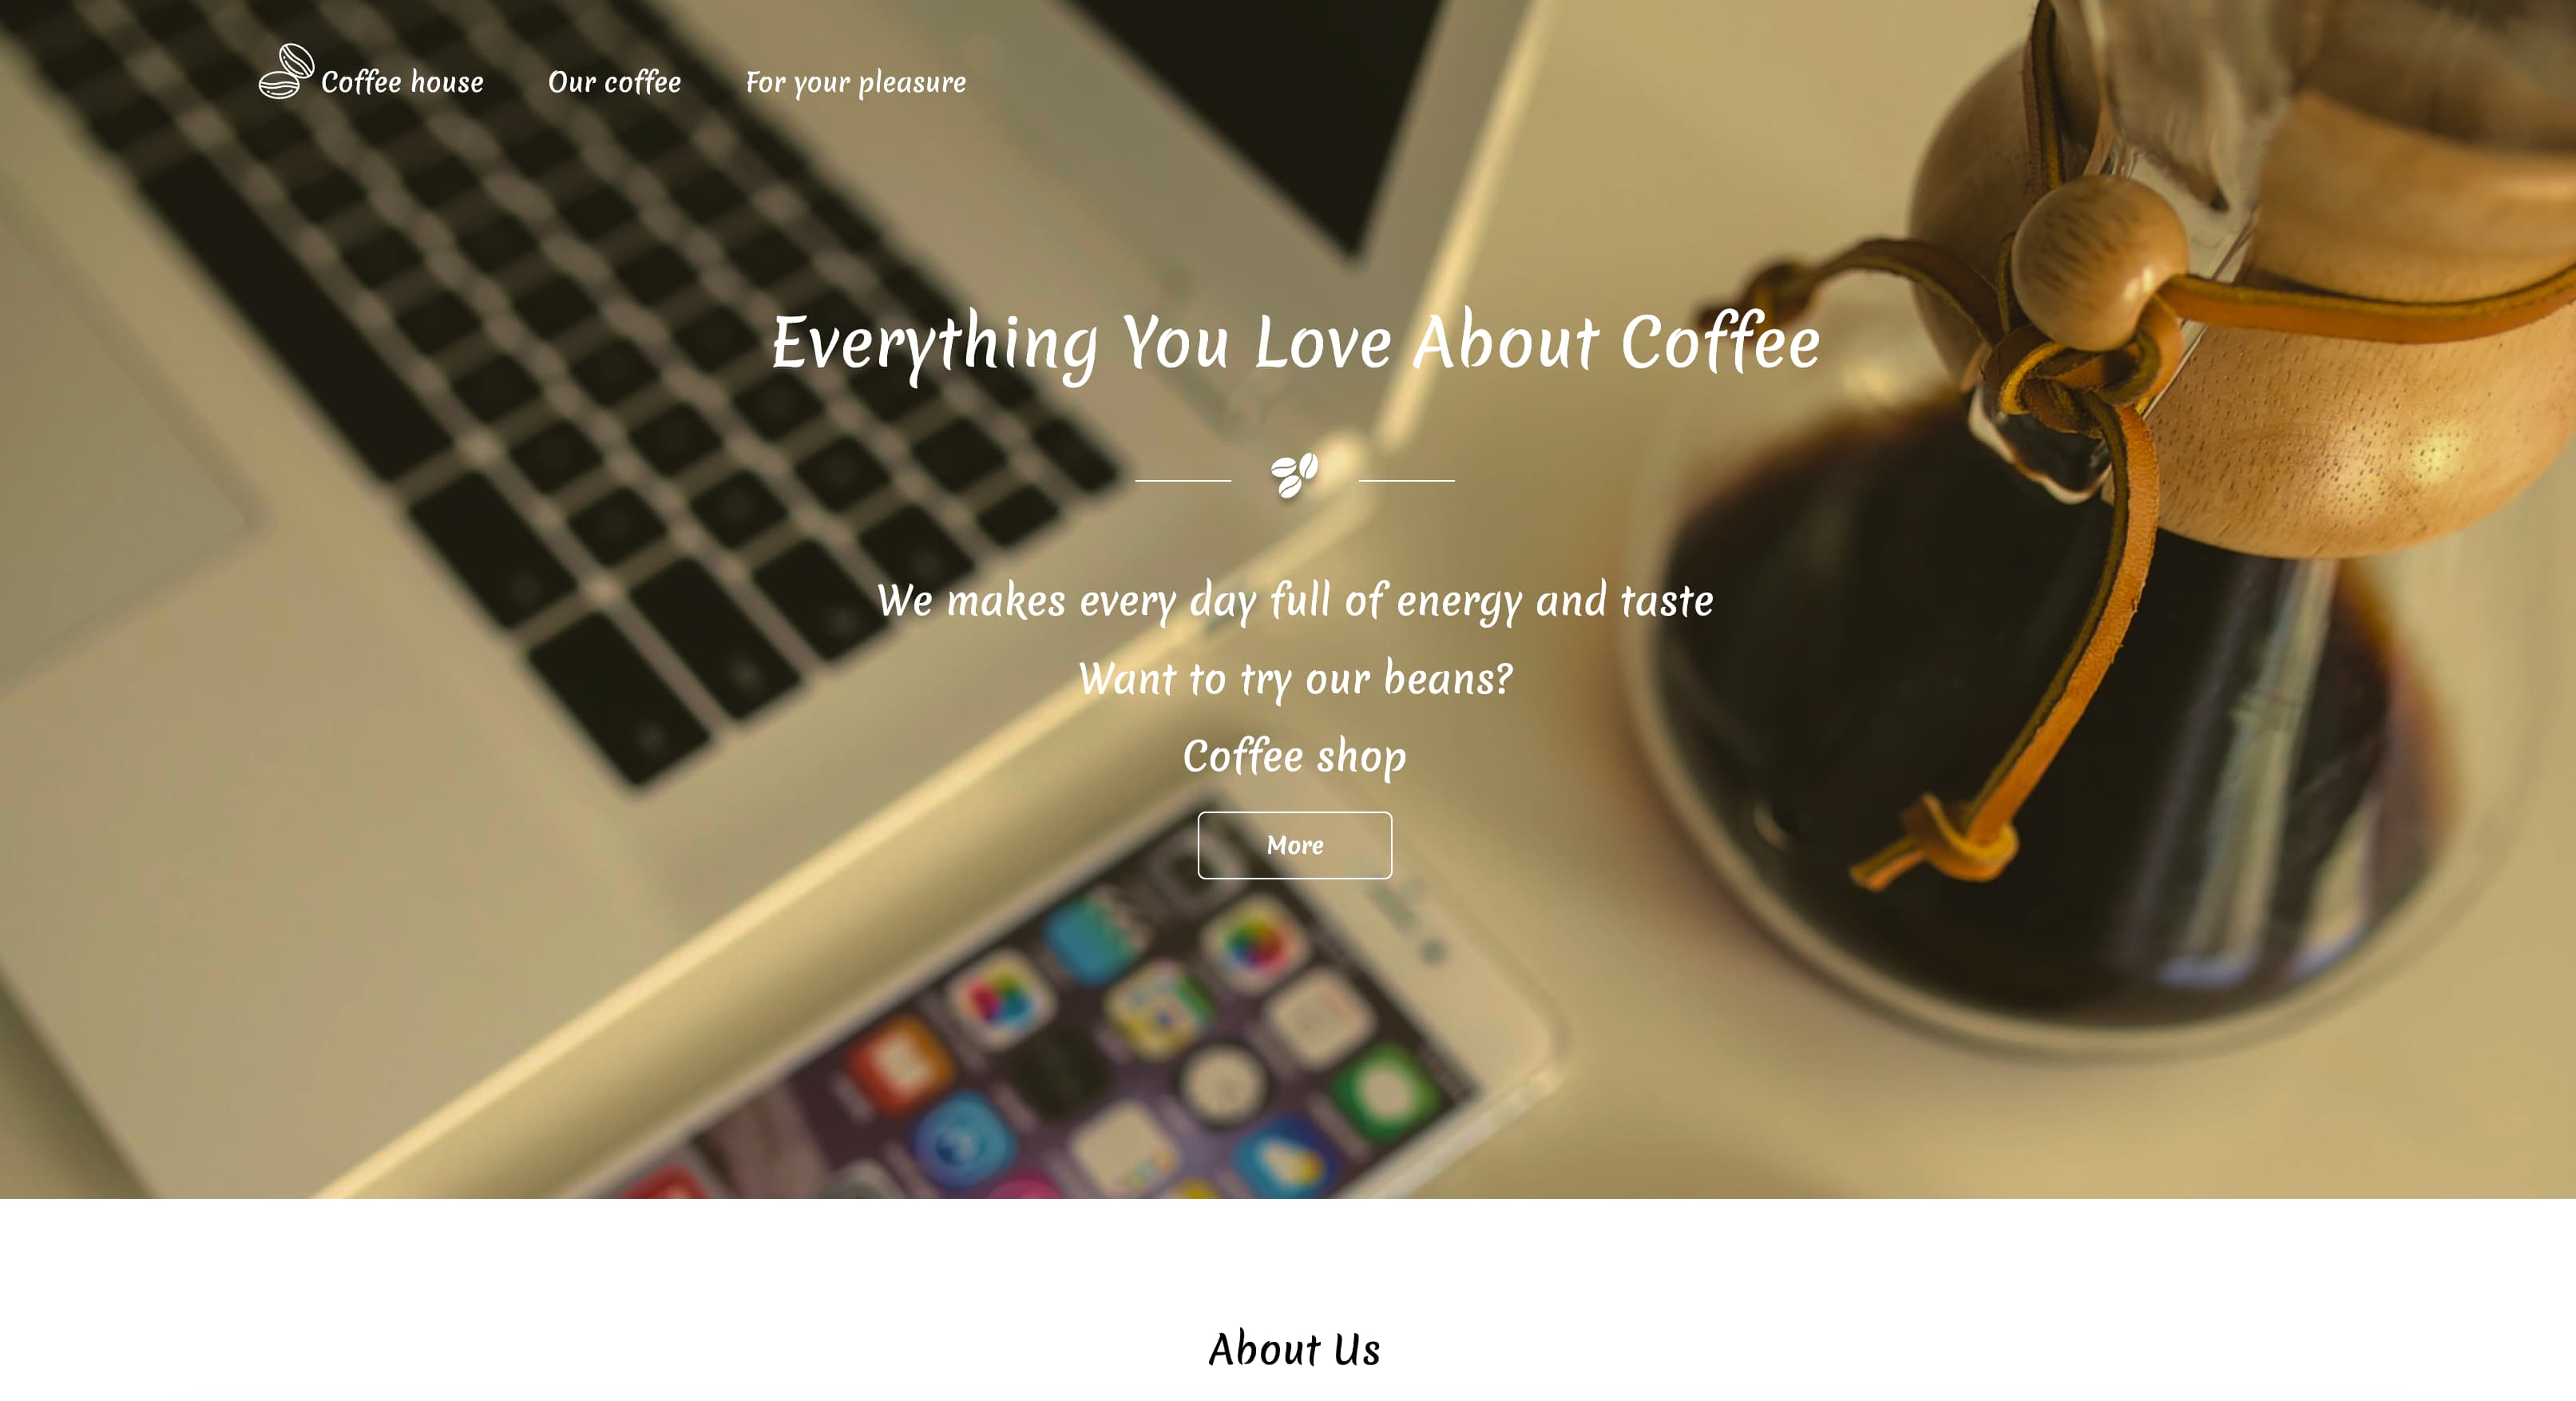 Coffee house Our coffee For your pleasure
Everything You Love About Coffee
We makes every day full of energy and taste
Want to try our beans?
Coffee shop
More
About Us